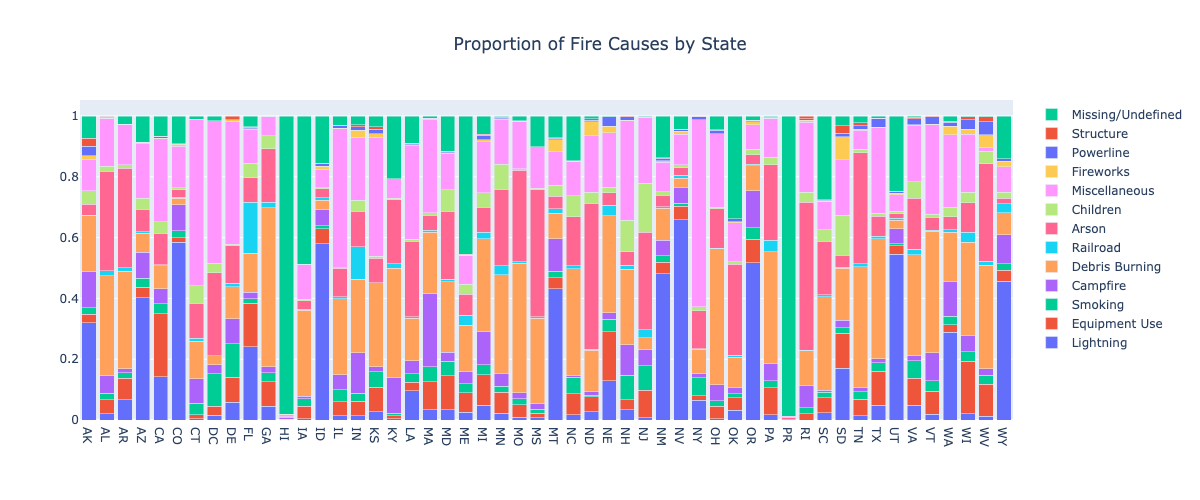 Proportion of Fire Causes by State
1
0.8
0.6
0.4
0.2
0
AK AL AR AZ CA CO CT DC DE FL GA HI IA ID IL IN KS KY LA MA MD ME MI MN MO MS MT NC ND NE NH NJ NM NV NY OH OK OR PA PR RI SC SD TN TX UT VA VT WA WI WV WY
Missing/Undefined
Structure
Powerline
Fireworks
Miscellaneous
Children
Arson
Railroad
Debris Burning
Campfire
Smoking
Equipment Use
Lightning